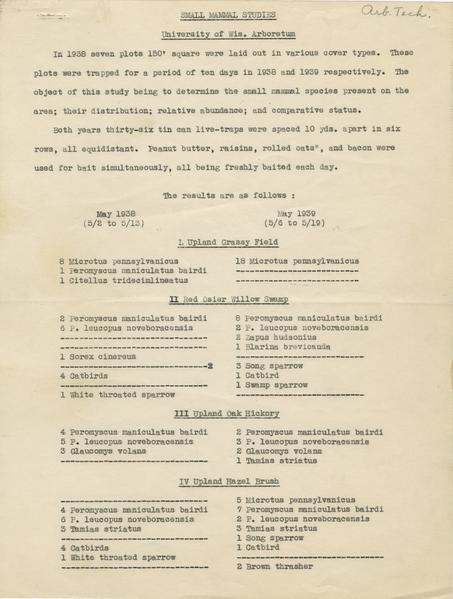 Arb. Tech.
SMALL MAMMAL STUDIES
University of Wis. Arboretum
In 1938 seven plots 150' square were laid out in various cover types. These
plots were trapped for a period of ten days in 1938 and 1939 respectively. The
object of this study being to determine the small mammal species present on the
area; their distribution; relative abundance; and comparative status.
Both years thirty-six tin can live-traps were spaced 10 yds. apart in six
rows, all equidistant. Peanut butter, raisins, rolled oats", and bacon were
used for bait simultaneously, all being freshly baited each day.
The results are as follows :
May 1938 May 1939
(5/2 to 5/13) (5/6 to 5/19)
I. Upland Grassy Field
8 Microtus pennsylvanicus 18 Microtus pennsylvanicus
1 Peromyscus maniculatus bairdi ------------------------
1 Citellus tridecimlineatus ------------------------
II Red Osier Willow Swamp
2 Peromyscus maniculatus bairdi 8 Peromyscus maniculatus bairdi
6 P. leucopus noveboracensis 2 P. leucopus noveboracensis
----------------------------- 2 Zapus hudsonius
----------------------------- 1 Blarina brevicauda
1 Sorex cinereus ------------------------
-----------------------------2 3 Song sparrow
4 Catbirds 1 Catbird
----------------------------- 1 Swamp sparrow
1 White throated sparrow ------------------------
III Upland Oak Hickory
4 Peromyscus maniculatus bairdi 2 Peromyscus maniculatus bairdi
5 P. leucopus noveboracensis 3 P. leucopus noveboracensis
3 Glaucomys volans 2 Glaucomys volans
----------------------------- 1 Tamias striatus
IV Upland Hazel Brush
----------------------------- 5 Microtus pennsylvanicus
4 Peromyscus maniculatus bairdi 7 Peromyscus maniculatus bairdi
6 P. leucopus noveboracensis 2 P. leucopus noveboracensis
3 Tamias striatus 3 Tamias striatus
----------------------------- 1 Song sparrow
4 Catbirds 1 Catbird
1 White throated sparrow ------------------------
----------------------------- 2 Brown thrasher